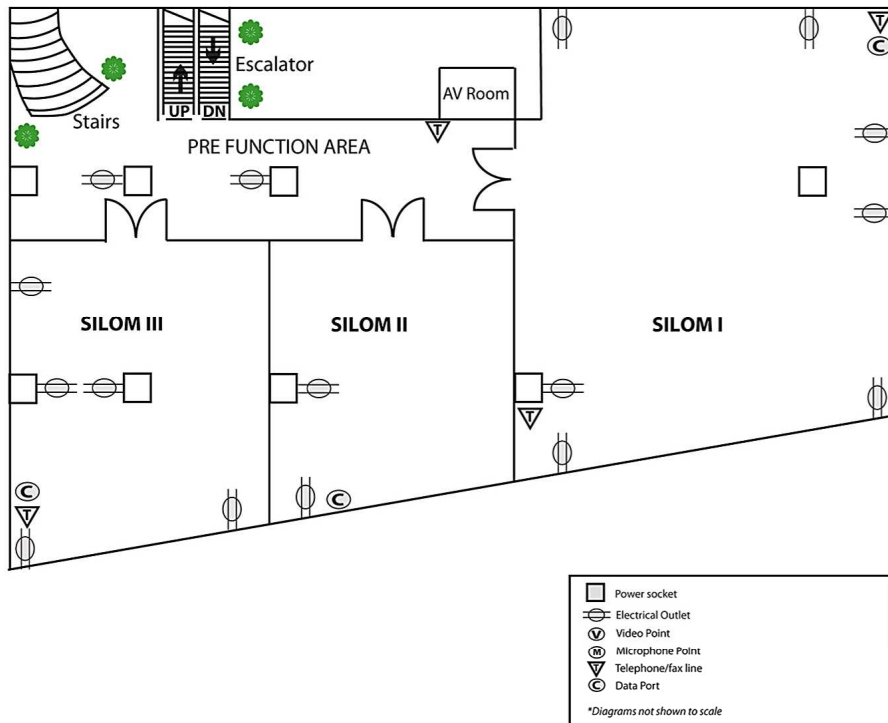 T
C
Escalator
AV Room
UP DN
Stairs
T
PRE FUNCTION AREA
SILOM III
SILOM II
SILOM I
T
C
C
T
Power socket
Electrical Outlet
V Video Point
M Microphone Point
T Telephone/fax line
C Data Port
*Diagrams not shown to scale